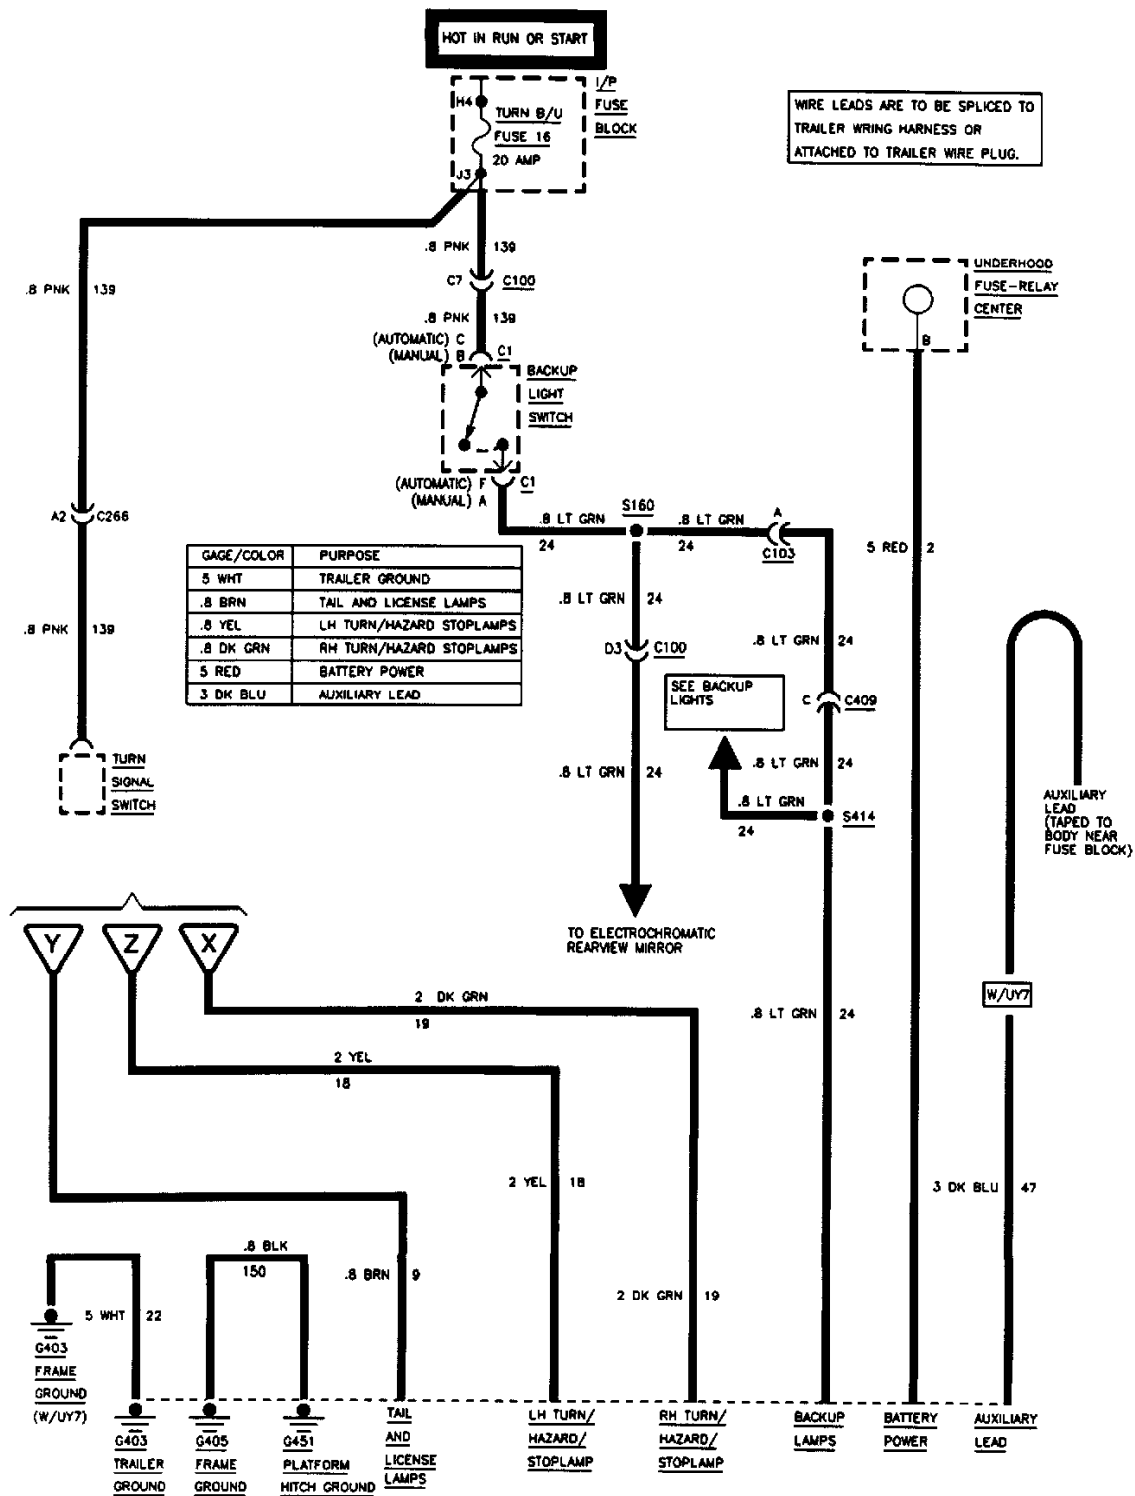 HOT IN RUN OR START
I/P
FUSE
BLOCK
H4
TURN B/U
FUSE 16
20 AMP
J3
WIRE LEADS ARE TO BE SPLICED TO
TRAILER WRING HARNESS OR
ATTACHED TO TRAILER WIRE PLUG.
.8 PNK 139
C7 C100
.8 PNK 139
.8 PNK 139
(AUTOMATIC) C
(MANUAL) B C1
BACKUP
LIGHT
SWITCH
(AUTOMATIC) F C1
(MANUAL) A
UNDERHOOD
FUSE-RELAY
CENTER
B
A2 C266
.8 LT GRN
24
S160
.8 LT GRN
24
A
C103
5 RED 2
GAGE/COLOR PURPOSE
5 WHT TRAILER GROUND
.8 BRN TAIL AND LICENSE LAMPS
.8 YEL LH TURN/HAZARD STOPLAMPS
.8 DK GRN RH TURN/HAZARD STOPLAMPS
5 RED BATTERY POWER
3 DK BLU AUXILIARY LEAD
.8 PNK 139
.8 LT GRN 24
D3 C100
.8 LT GRN 24
SEE BACKUP
LIGHTS
C C409
.8 LT GRN 24
.8 LT GRN 24
.8 LT GRN
24
S414
TURN
SIGNAL
SWITCH
AUXILIARY
LEAD
(TAPED TO
BODY NEAR
FUSE BLOCK)
Y Z X
TO ELECTROCHROMATIC
REARVIEW MIRROR
2 DK GRN
19
.8 LT GRN 24
W/UY7
2 YEL
18
2 YEL 18
3 DK BLU 47
.8 BLK
150
.8 BRN 9
2 DK GRN 19
5 WHT 22
G403
FRAME
GROUND
(W/UY7)
G403
TRAILER
GROUND
G405
FRAME
GROUND
G451
PLATFORM
HITCH GROUND
TAIL
AND
LICENSE
LAMPS
LH TURN/
HAZARD/
STOPLAMP
RH TURN/
HAZARD/
STOPLAMP
BACKUP
LAMPS
BATTERY
POWER
AUXILIARY
LEAD